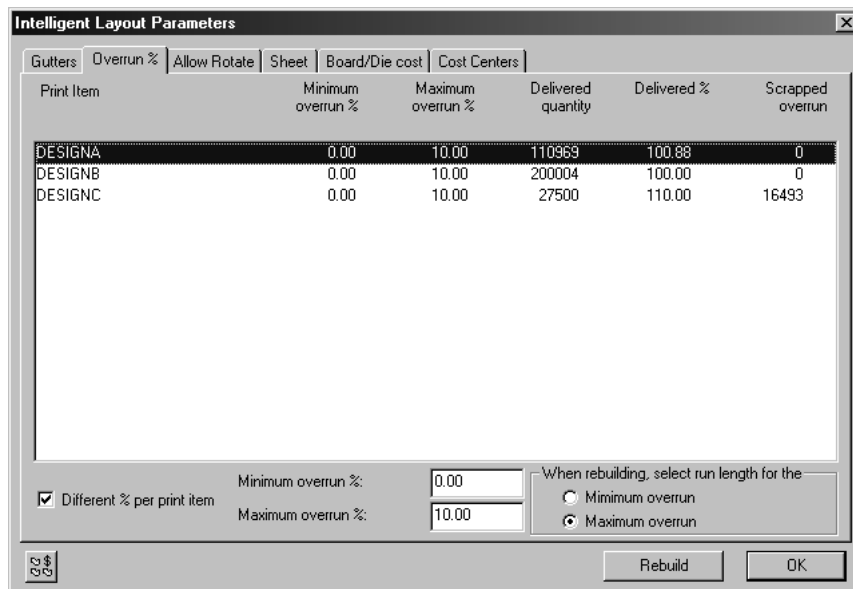 Intelligent Layout Parameters
Gutters Overrun % Allow Rotate Sheet Board/Die cost Cost Centers
Print Item Minimum overrun % Maximum overrun % Delivered quantity Delivered % Scrapped overrun
DESIGNA 0.00 10.00 110969 100.88 0
DESIGNB 0.00 10.00 200004 100.00 0
DESIGNC 0.00 10.00 27500 110.00 16493
Different % per print item
Minimum overrun %: 0.00
Maximum overrun %: 10.00
When rebuilding, select run length for the
Mimimum overrun
Maximum overrun
Rebuild OK